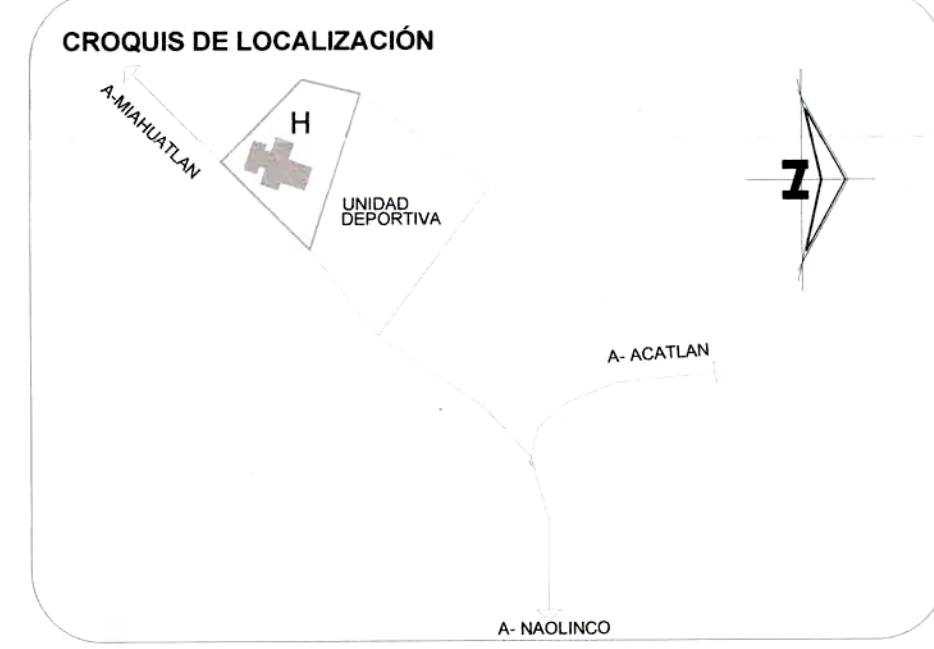 CROQUIS DE LOCALIZACIÓN
A-MIAHUATLAN
H
UNIDAD
DEPORTIVA
N
A- ACATLAN
A- NAOLINCO